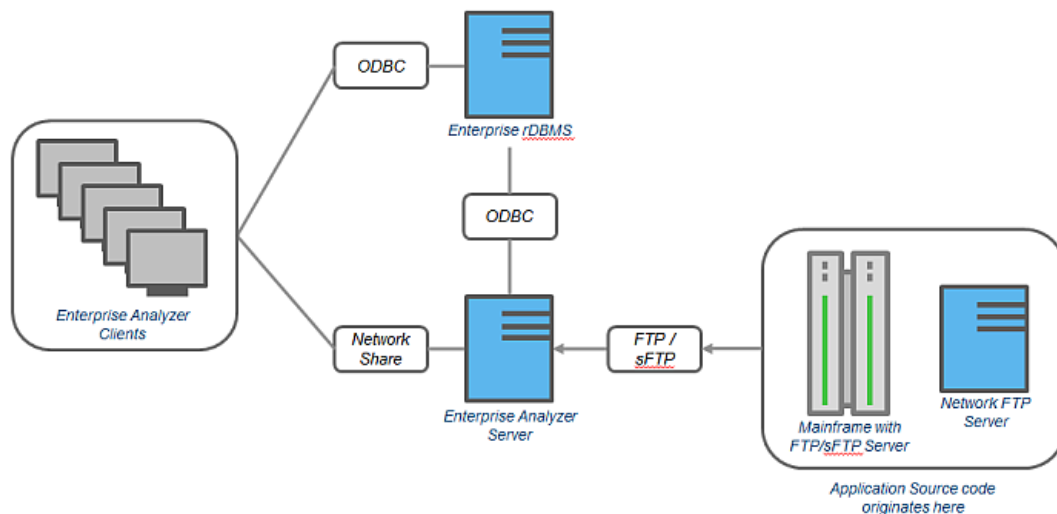 ODBC
Enterprise rDBMS
ODBC
Enterprise Analyzer
Clients
Network
Share
Enterprise Analyzer
Server
FTP /
sFTP
Mainframe with
FTP/sFTP Server
Network FTP
Server
Application Source code
originates here